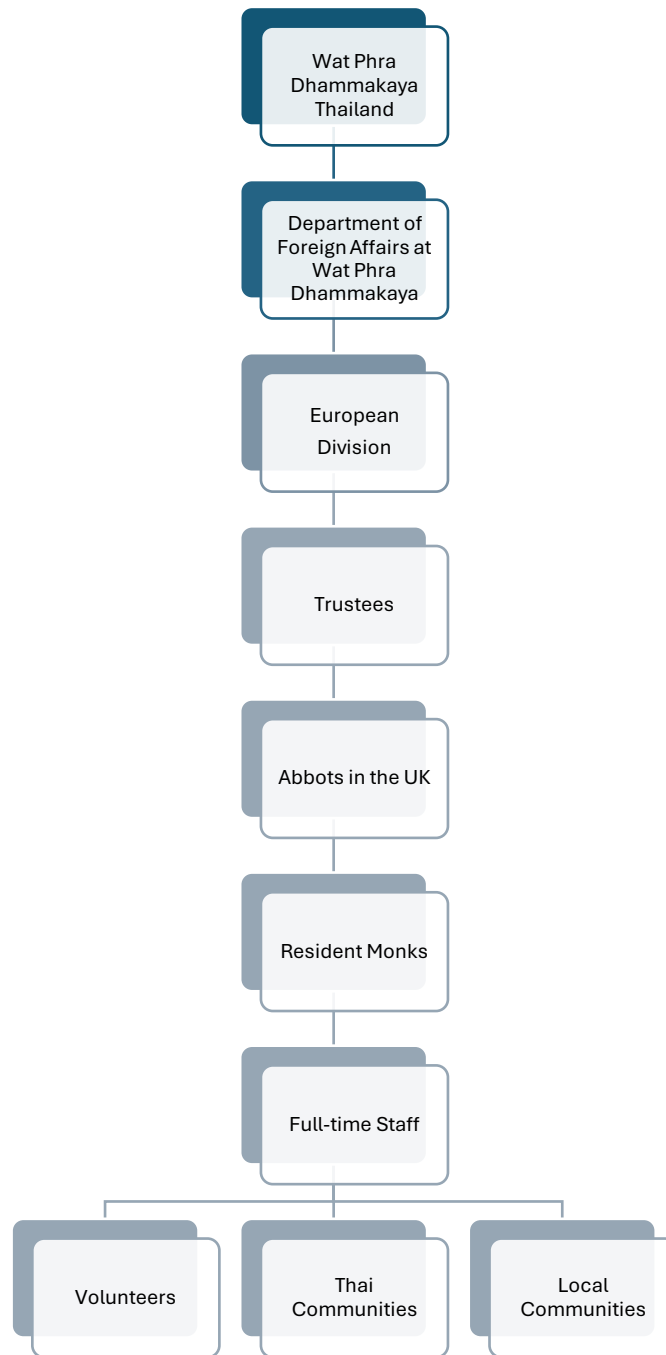 Wat Phra
Dhammakaya
Thailand
Department of
Foreign Affairs at
Wat Phra
Dhammakaya
European
Division
Trustees
Abbots in the UK
Resident Monks
Full-time Staff
Volunteers
Thai
Communities
Local
Communities